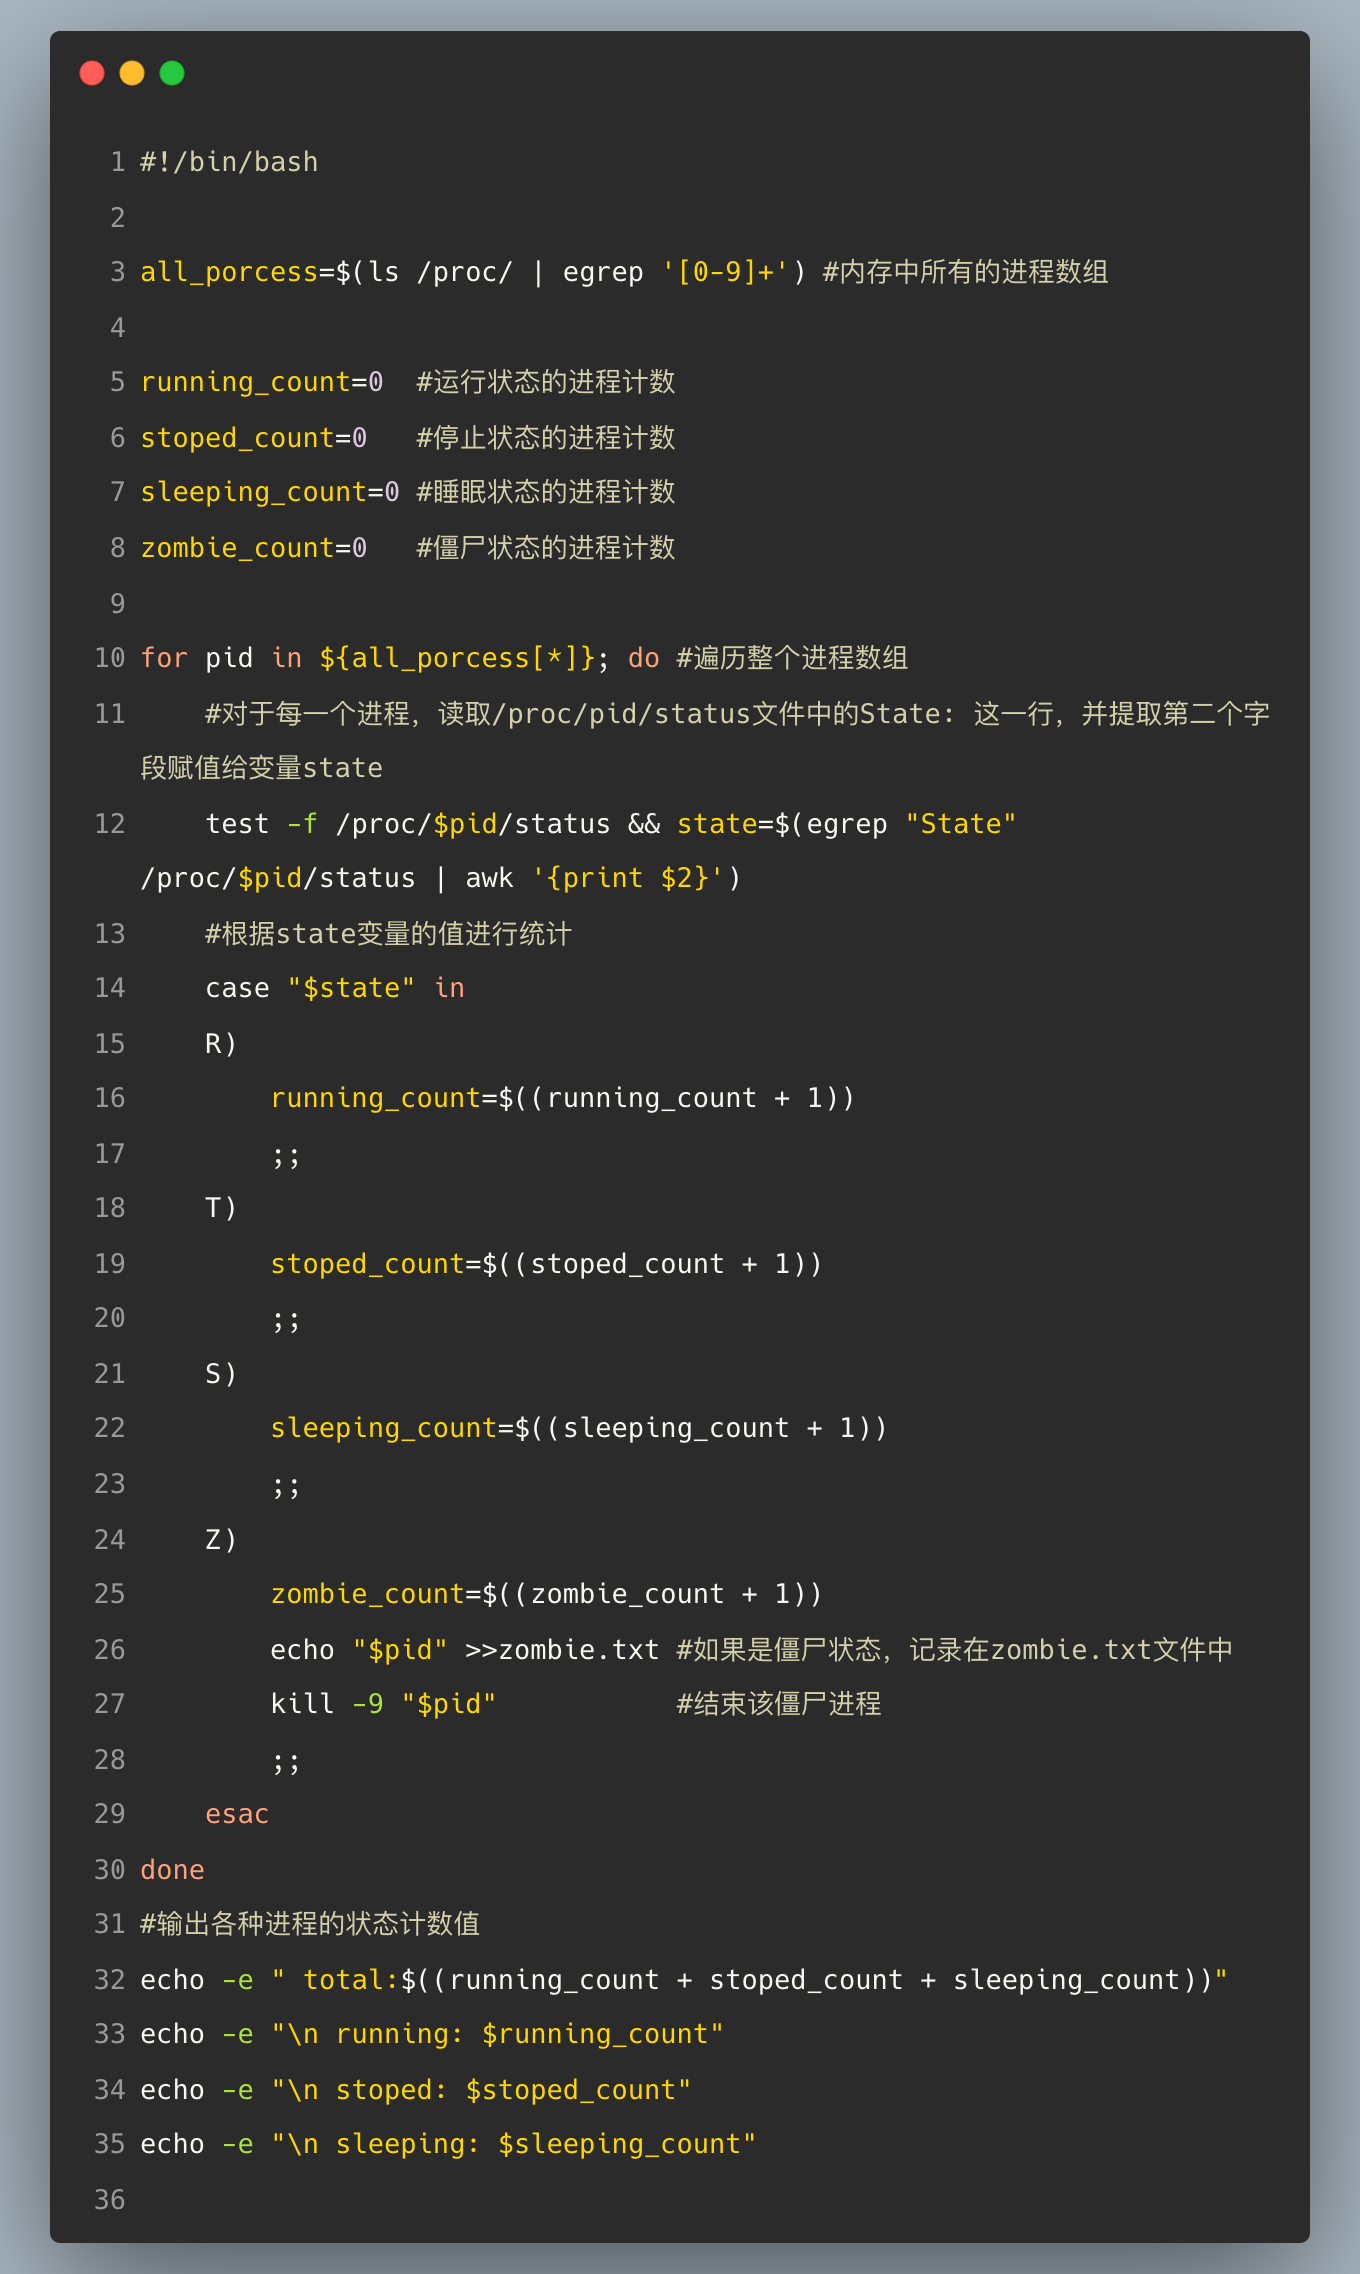 1 #!/bin/bash
2
3 all_porcess=$(ls /proc/ | egrep '[0-9]+') #内存中所有的进程数组
4
5 running_count=0  #运行状态的进程计数
6 stoped_count=0   #停止状态的进程计数
7 sleeping_count=0 #睡眠状态的进程计数
8 zombie_count=0   #僵尸状态的进程计数
9
10 for pid in ${all_porcess[*]}; do #遍历整个进程数组
11     #对于每一个进程，读取/proc/pid/status文件中的State: 这一行，并提取第二个字
段赋值给变量state
12     test -f /proc/$pid/status && state=$(egrep "State"
/proc/$pid/status | awk '{print $2}')
13     #根据state变量的值进行统计
14     case "$state" in
15     R)
16         running_count=$((running_count + 1))
17         ;;
18     T)
19         stoped_count=$((stoped_count + 1))
20         ;;
21     S)
22         sleeping_count=$((sleeping_count + 1))
23         ;;
24     Z)
25         zombie_count=$((zombie_count + 1))
26         echo "$pid" >>zombie.txt #如果是僵尸状态，记录在zombie.txt文件中
27         kill -9 "$pid"           #结束该僵尸进程
28         ;;
29     esac
30 done
31 #输出各种进程的状态计数值
32 echo -e " total:$((running_count + stoped_count + sleeping_count))"
33 echo -e "\n running: $running_count"
34 echo -e "\n stoped: $stoped_count"
35 echo -e "\n sleeping: $sleeping_count"
36